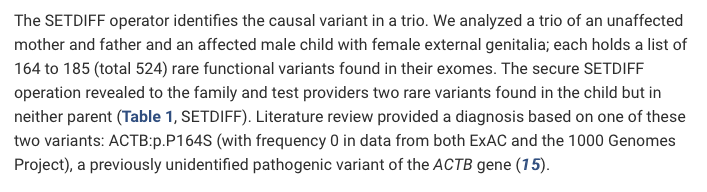 The SETDIFF operator identifies the causal variant in a trio. We analyzed a trio of an unaffected
mother and father and an affected male child with female external genitalia; each holds a list of
164 to 185 (total 524) rare functional variants found in their exomes. The secure SETDIFF
operation revealed to the family and test providers two rare variants found in the child but in
neither parent (Table 1, SETDIFF). Literature review provided a diagnosis based on one of these
two variants: ACTB:p.P164S (with frequency 0 in data from both ExAC and the 1000 Genomes
Project), a previously unidentified pathogenic variant of the ACTB gene (15).